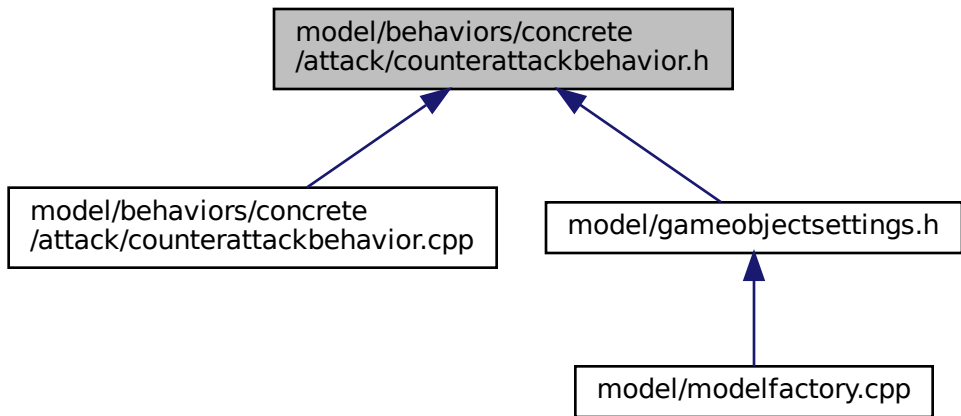 model/behaviors/concrete
/attack/counterattackbehavior.h
model/behaviors/concrete
/attack/counterattackbehavior.cpp
model/gameobjectsettings.h
model/modelfactory.cpp